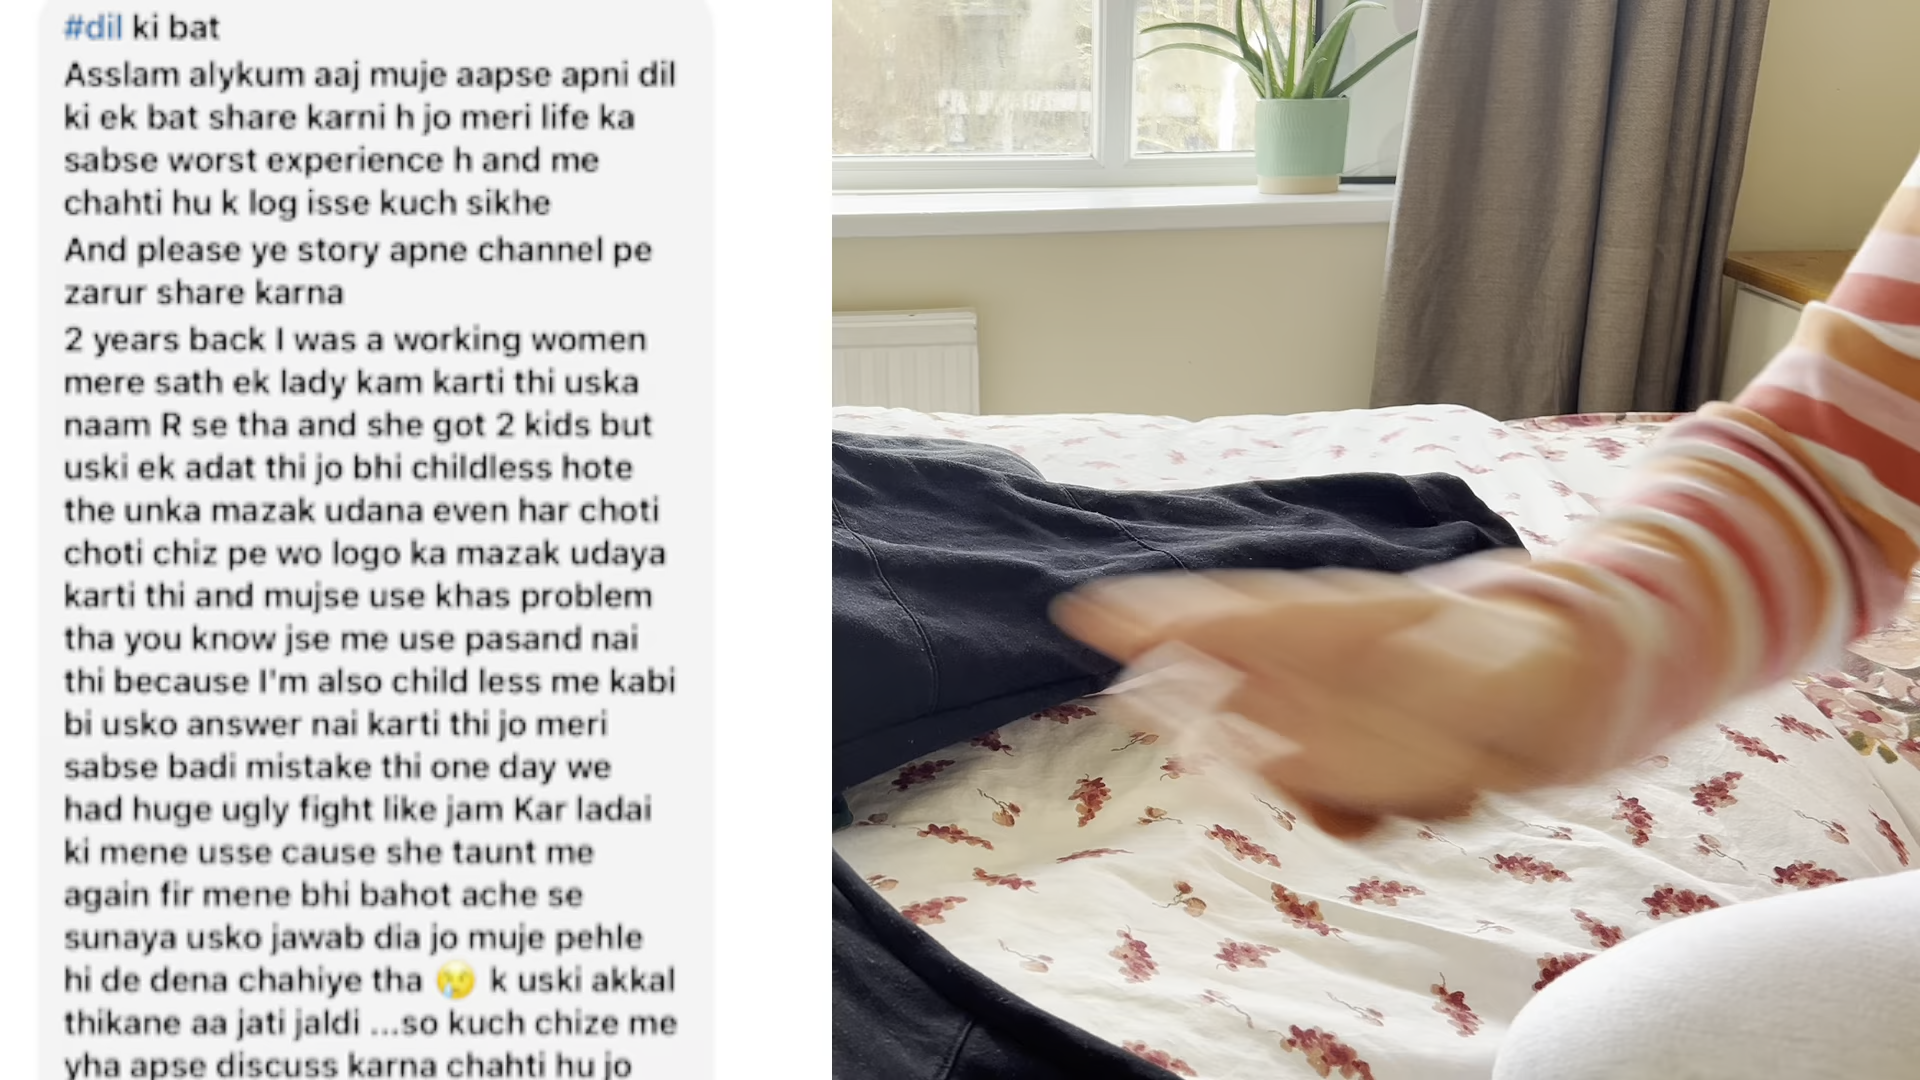 #dil ki bat
Asslam alykum aaj muje aapse apni dil
ki ek bat share karni h jo meri life ka
sabse worst experience h and me
chahti hu k log isse kuch sikhe
And please ye story apne channel pe
zarur share karna
2 years back I was a working women
mere sath ek lady kam karti thi uska
naam R se tha and she got 2 kids but
uski ek adat thi jo bhi childless hote
the unka mazak udana even har choti
choti chiz pe wo logo ka mazak udaya
karti thi and mujse use khas problem
tha you know jse me use pasand nai
thi because I'm also child less me kabi
bi usko answer nai karti thi jo meri
sabse badi mistake thi one day we
had huge ugly fight like jam Kar ladai
ki mene usse cause she taunt me
again fir mene bhi bahot ache se
sunaya usko jawab dia jo muje pehle
hi de dena chahiye tha 😢 k uski akkal
thikane aa jati jaldi ...so kuch chize me
yha apse discuss karna chahti hu jo